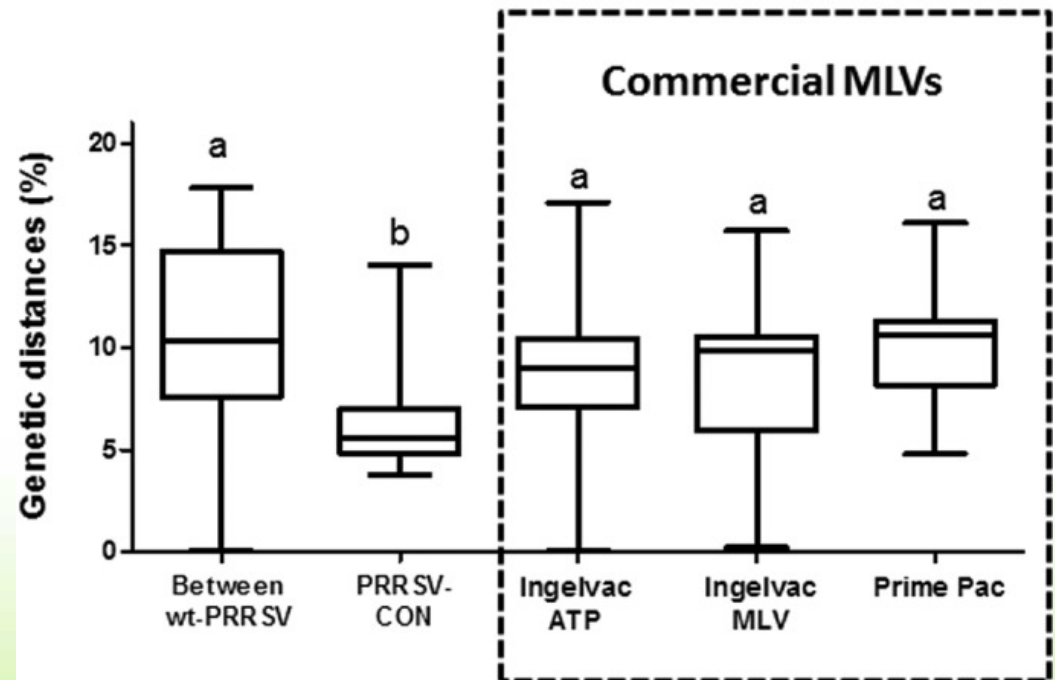 Commercial MLVs
Genetic distances (%)
20
15
10
5
0
a
b
a
a
a
Between
wt-PRRSV
PRRSV-
CON
Ingelvac
ATP
Ingelvac
MLV
Prime Pac